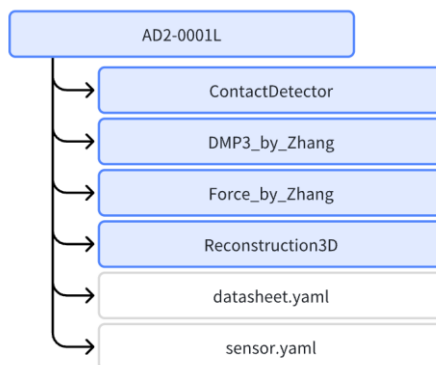 AD2-0001L
ContactDetector
DMP3_by_Zhang
Force_by_Zhang
Reconstruction3D
datasheet.yaml
sensor.yaml